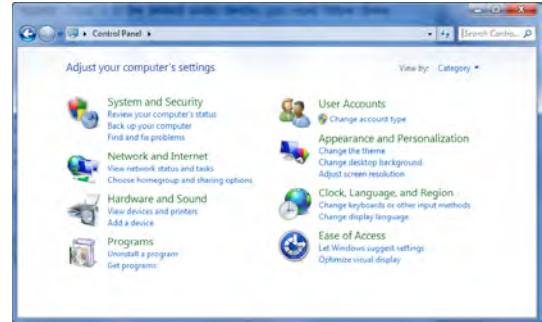 Control Panel
Search Contro...
Adjust your computer's settings
View by: Category
System and Security
Review your computer's status
Back up your computer
Find and fix problems
Network and Internet
View network status and tasks
Choose homegroup and sharing options
Hardware and Sound
View devices and printers
Add a device
Programs
Uninstall a program
Get programs
User Accounts
Change account type
Appearance and Personalization
Change the theme
Change desktop background
Adjust screen resolution
Clock, Language, and Region
Change keyboards or other input methods
Change display language
Ease of Access
Let Windows suggest settings
Optimize visual display